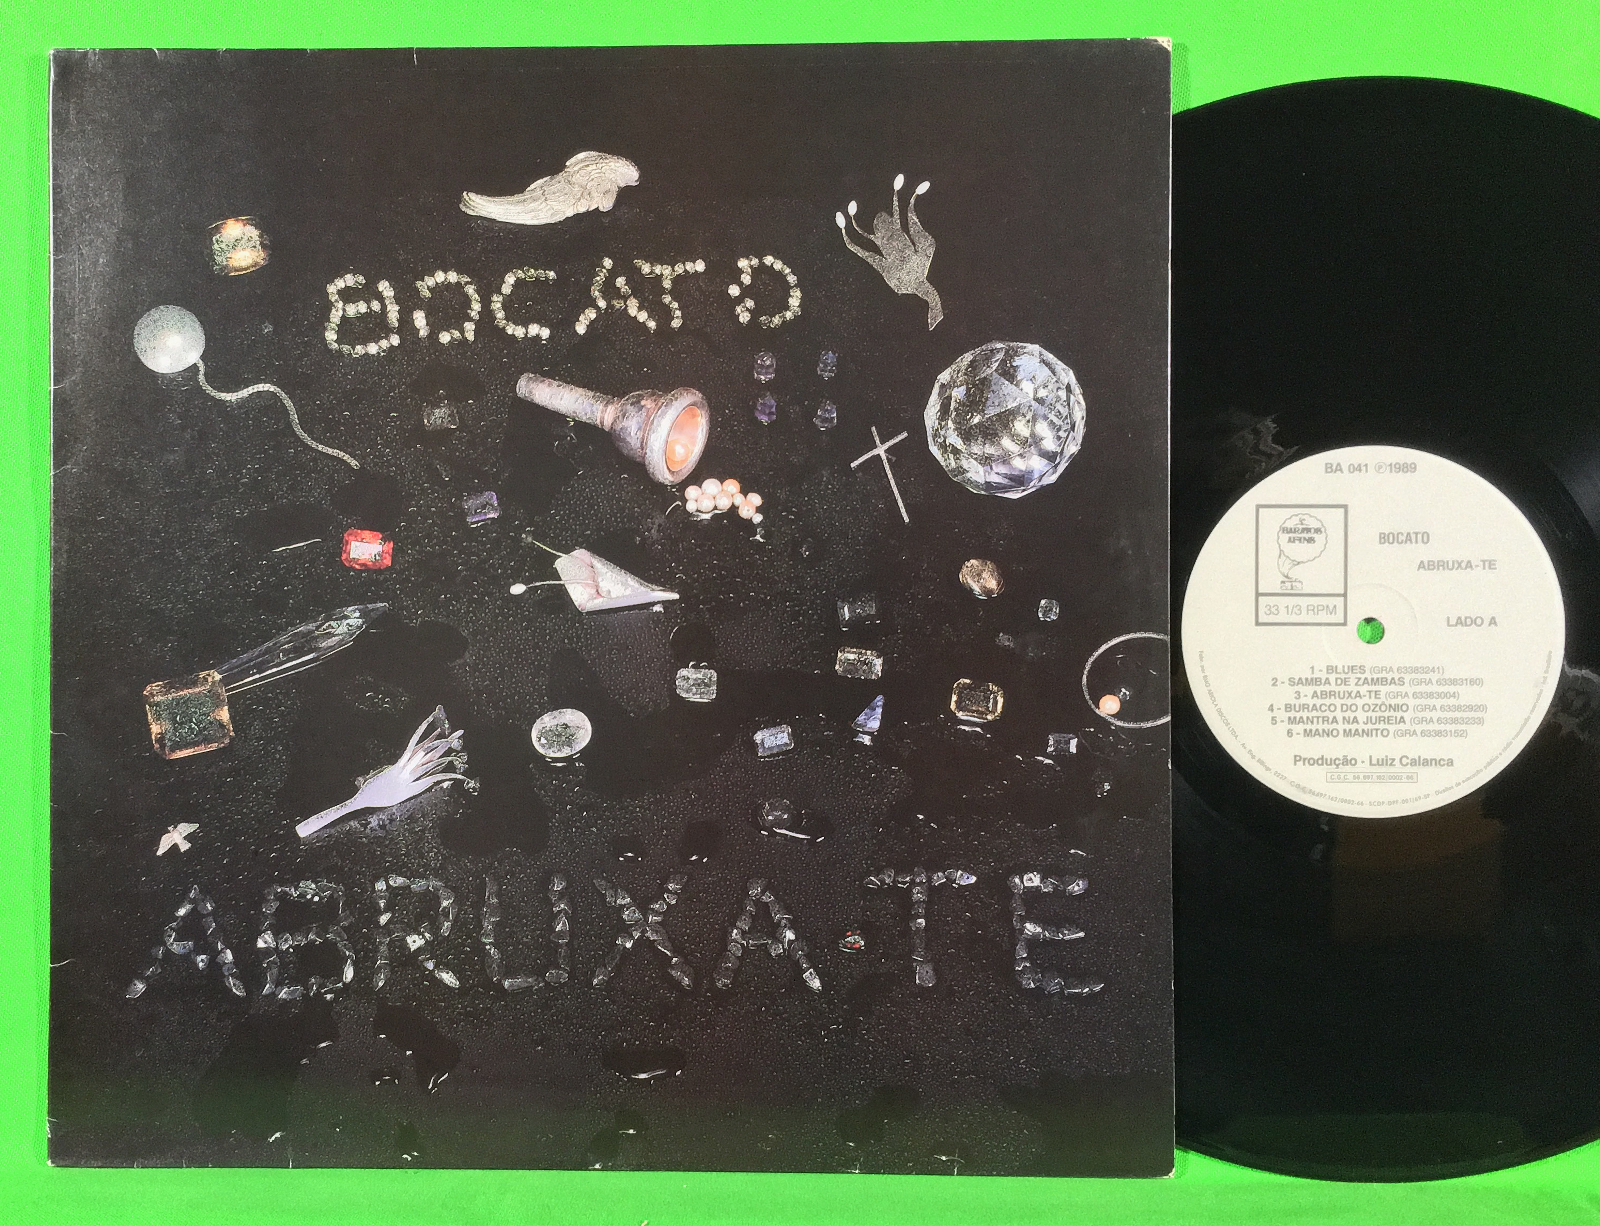 BOCATO
ABRUXA-TE
BA 041 ℗1989
BARATOS
AFINS
33 1/3 RPM
BOCATO
ABRUXA-TE
LADO A
1 - BLUES (GRA 63383241)
2 - SAMBA DE ZAMBAS (GRA 63383160)
3 - ABRUXA-TE (GRA 63383004)
4 - BURACO DO OZÔNIO (GRA 63382920)
5 - MANTRA NA JUREIA (GRA 63383233)
6 - MANO MANITO (GRA 63383152)
Produção - Luiz Calanca